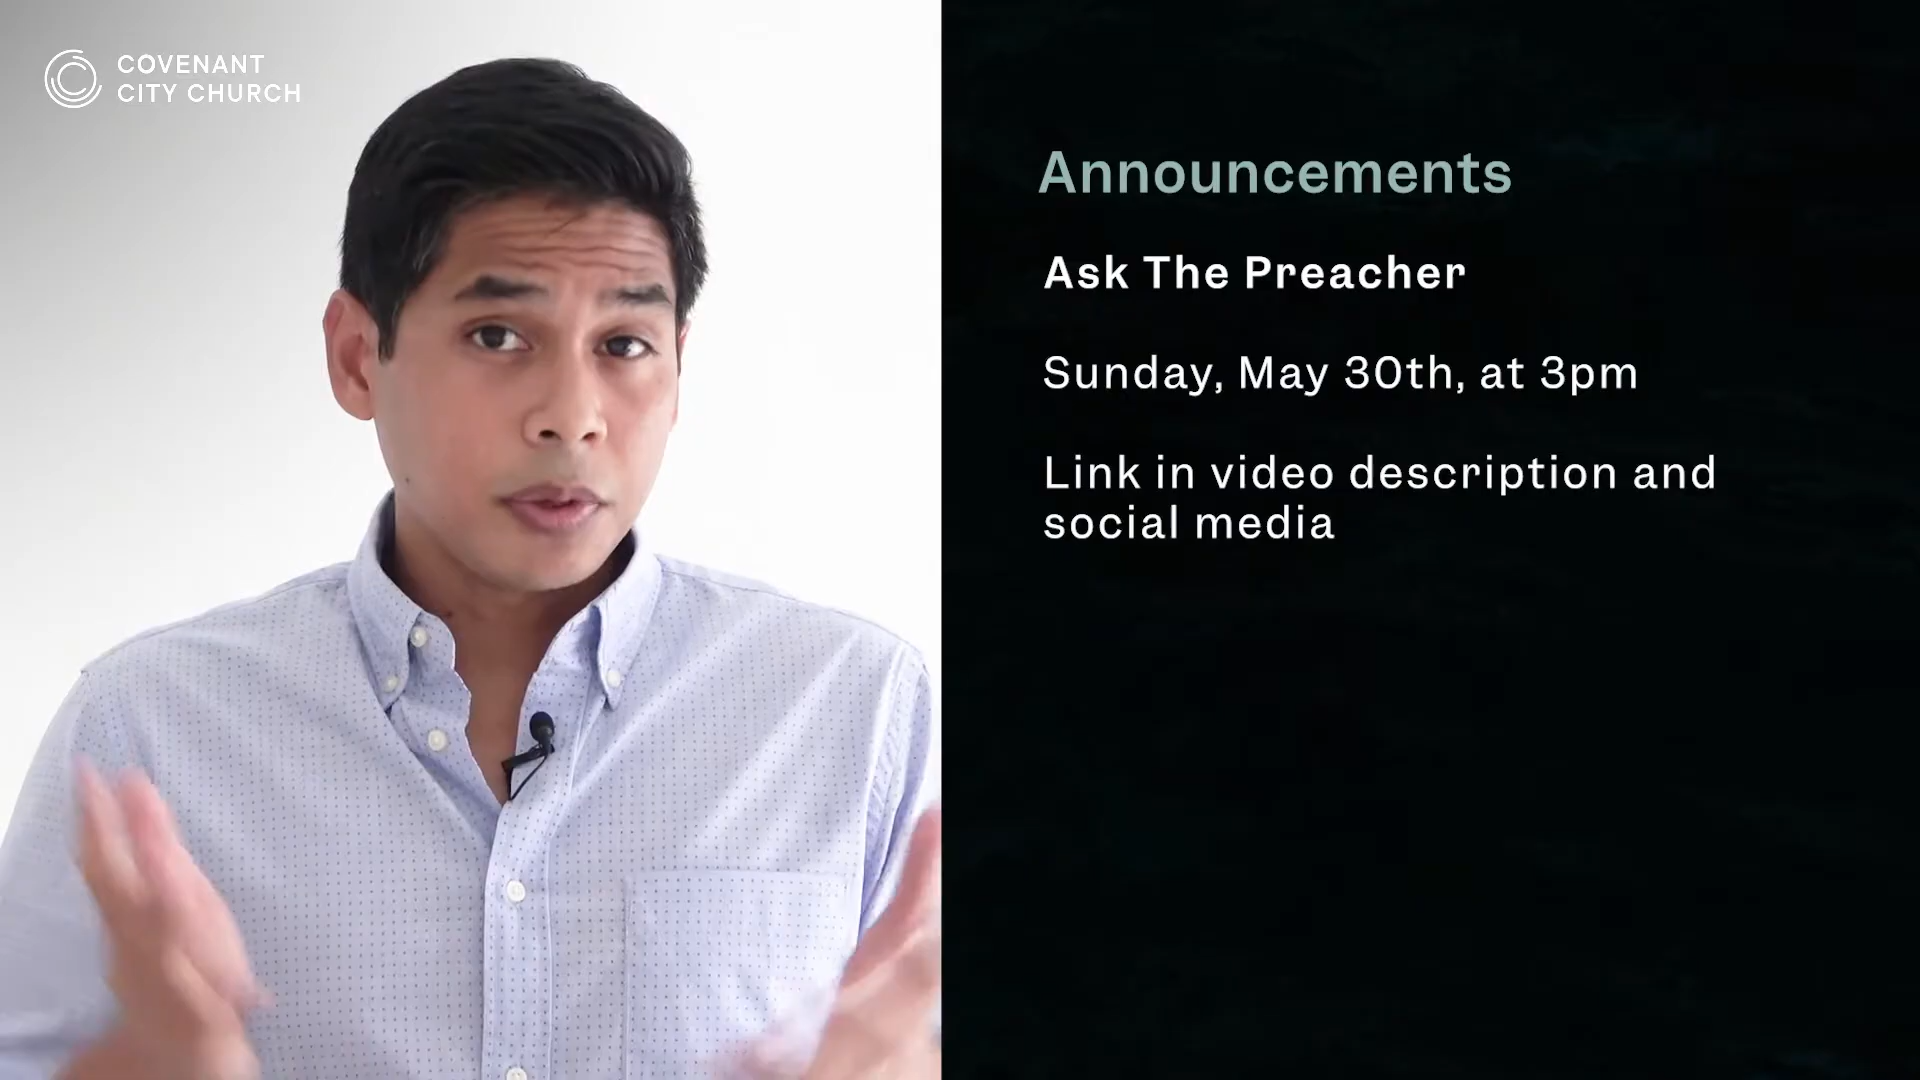 COVENANT
CITY CHURCH
Announcements
Ask The Preacher
Sunday, May 30th, at 3pm
Link in video description and
social media